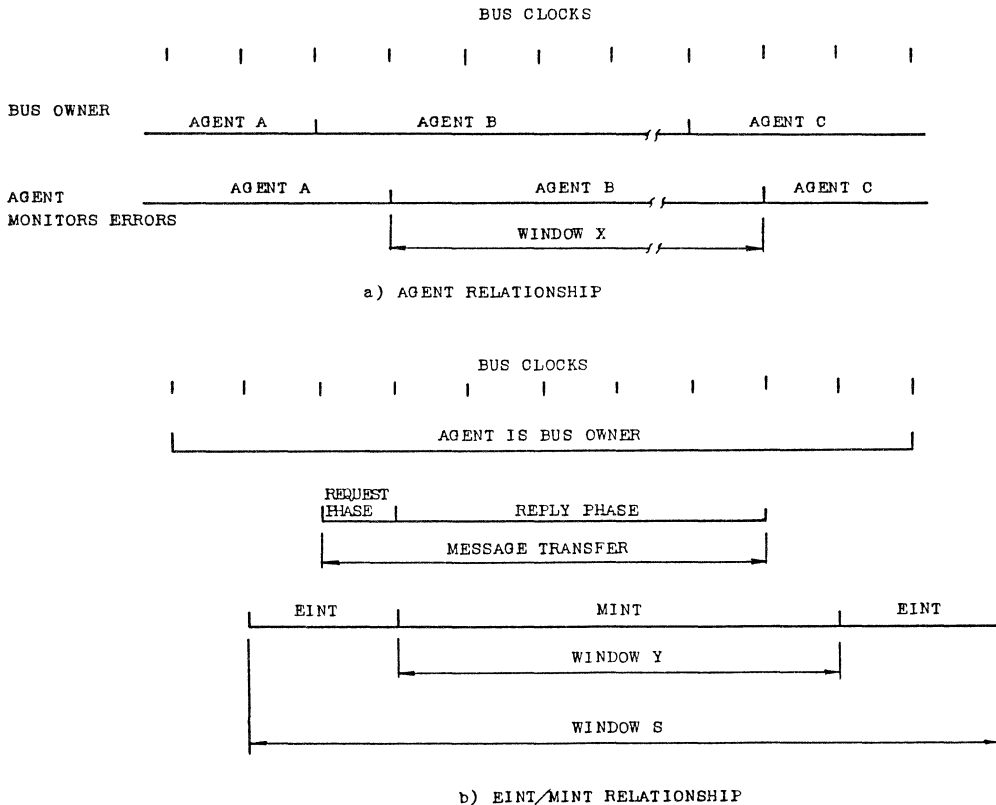 BUS CLOCKS
BUS OWNER
AGENT A AGENT B AGENT C
AGENT
MONITORS ERRORS
AGENT A AGENT B AGENT C
WINDOW X
a) AGENT RELATIONSHIP
BUS CLOCKS
AGENT IS BUS OWNER
REQUEST
PHASE
REPLY PHASE
MESSAGE TRANSFER
EINT MINT EINT
WINDOW Y
WINDOW S
b) EINT/MINT RELATIONSHIP